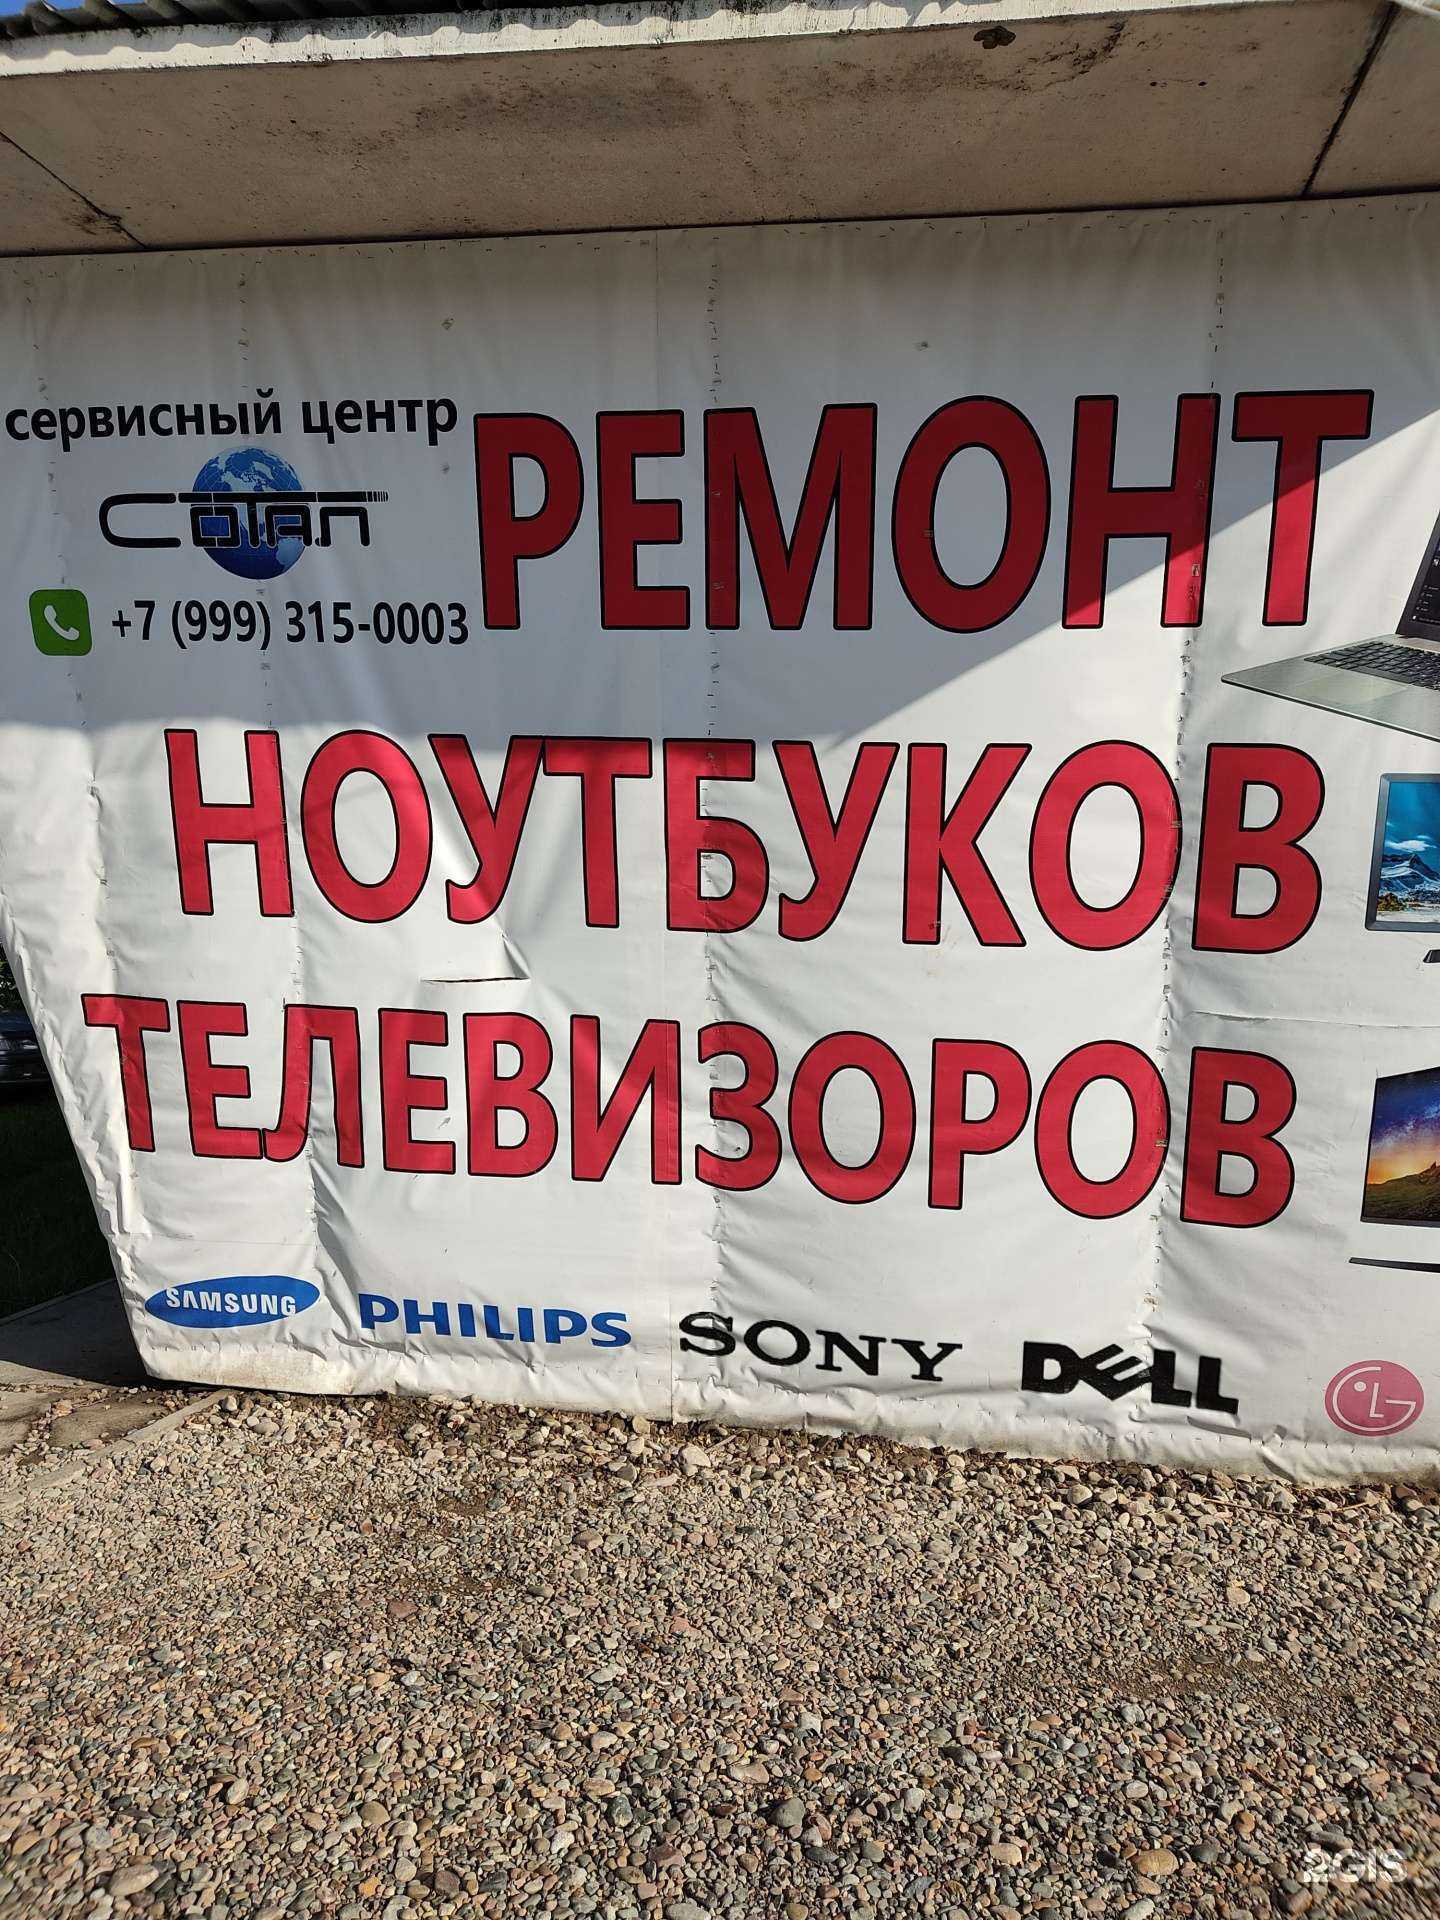 сервисный центр
СОТАЛ
+7 (999) 315-0003
РЕМОНТ
НОУТБУКОВ
ТЕЛЕВИЗОРОВ
SAMSUNG PHILIPS SONY DELL LG
2GIS